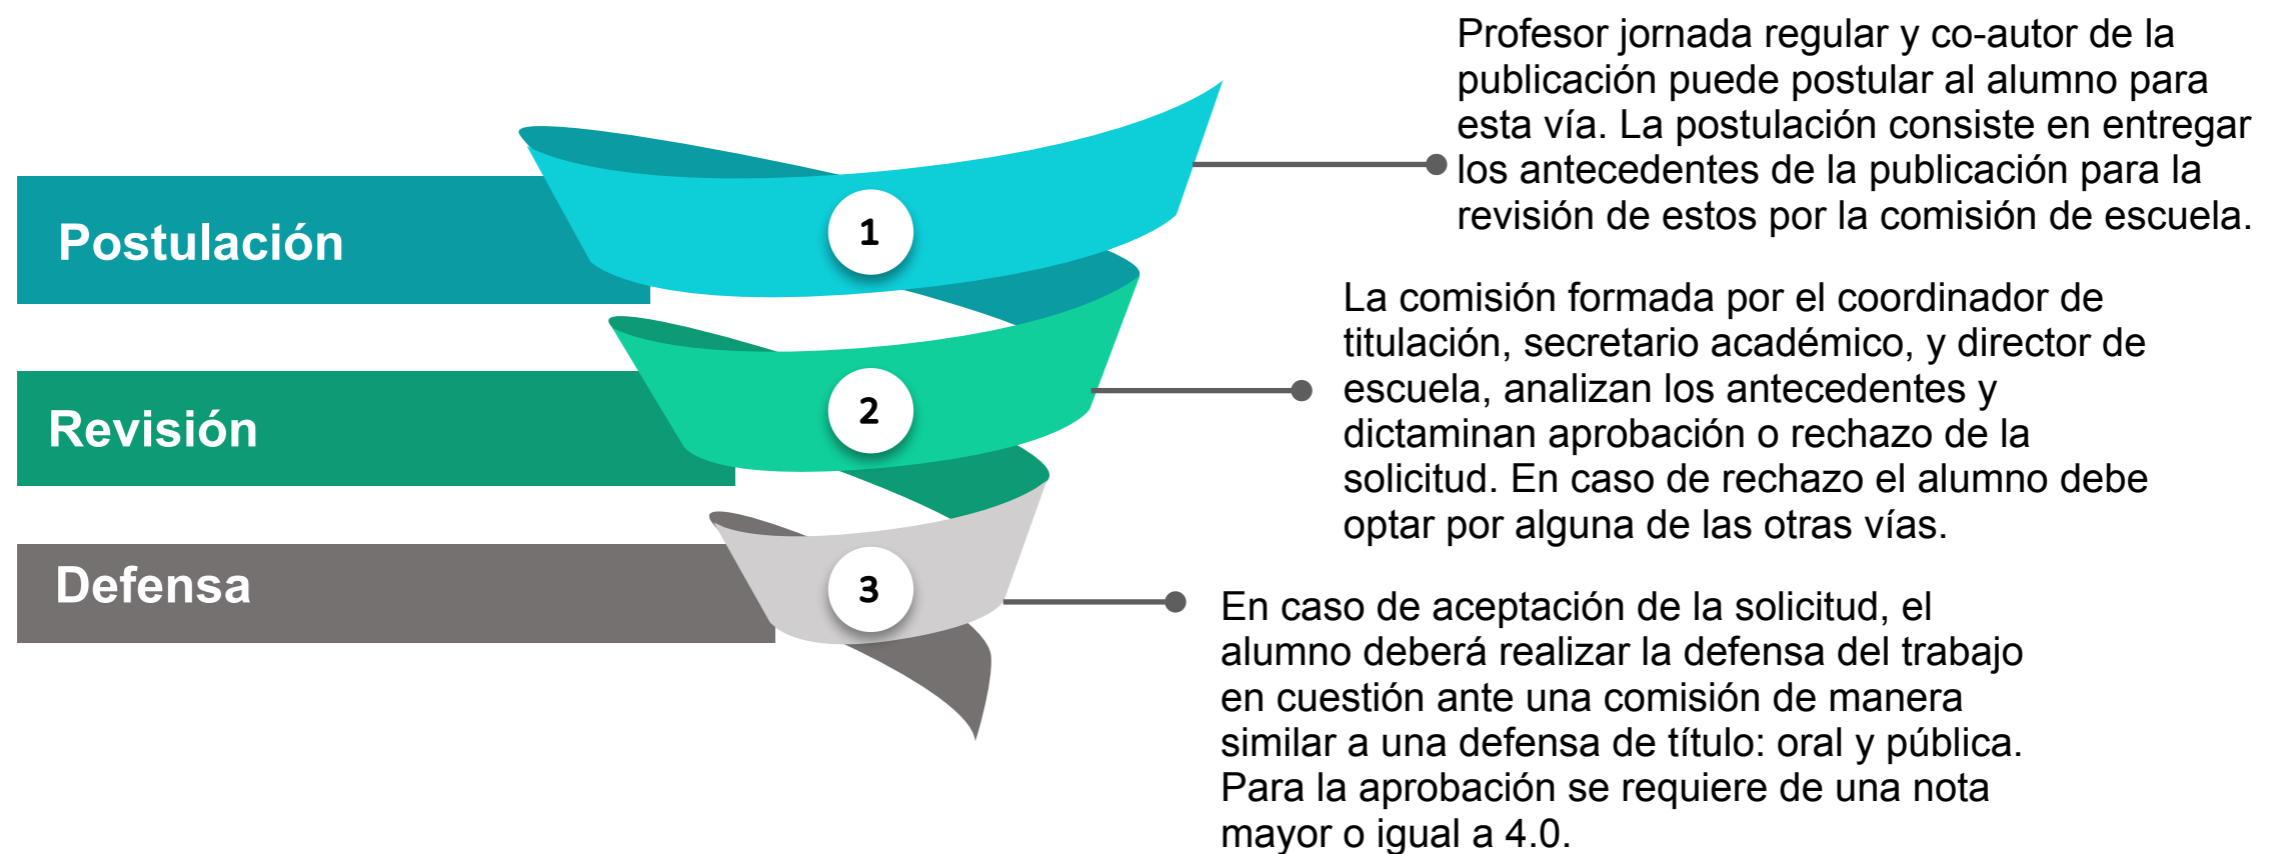 Postulación
1
Profesor jornada regular y co-autor de la
publicación puede postular al alumno para
esta vía. La postulación consiste en entregar
los antecedentes de la publicación para la
revisión de estos por la comisión de escuela.
Revisión
2
La comisión formada por el coordinador de
titulación, secretario académico, y director de
escuela, analizan los antecedentes y
dictaminan aprobación o rechazo de la
solicitud. En caso de rechazo el alumno debe
optar por alguna de las otras vías.
Defensa
3
En caso de aceptación de la solicitud, el
alumno deberá realizar la defensa del trabajo
en cuestión ante una comisión de manera
similar a una defensa de título: oral y pública.
Para la aprobación se requiere de una nota
mayor o igual a 4.0.